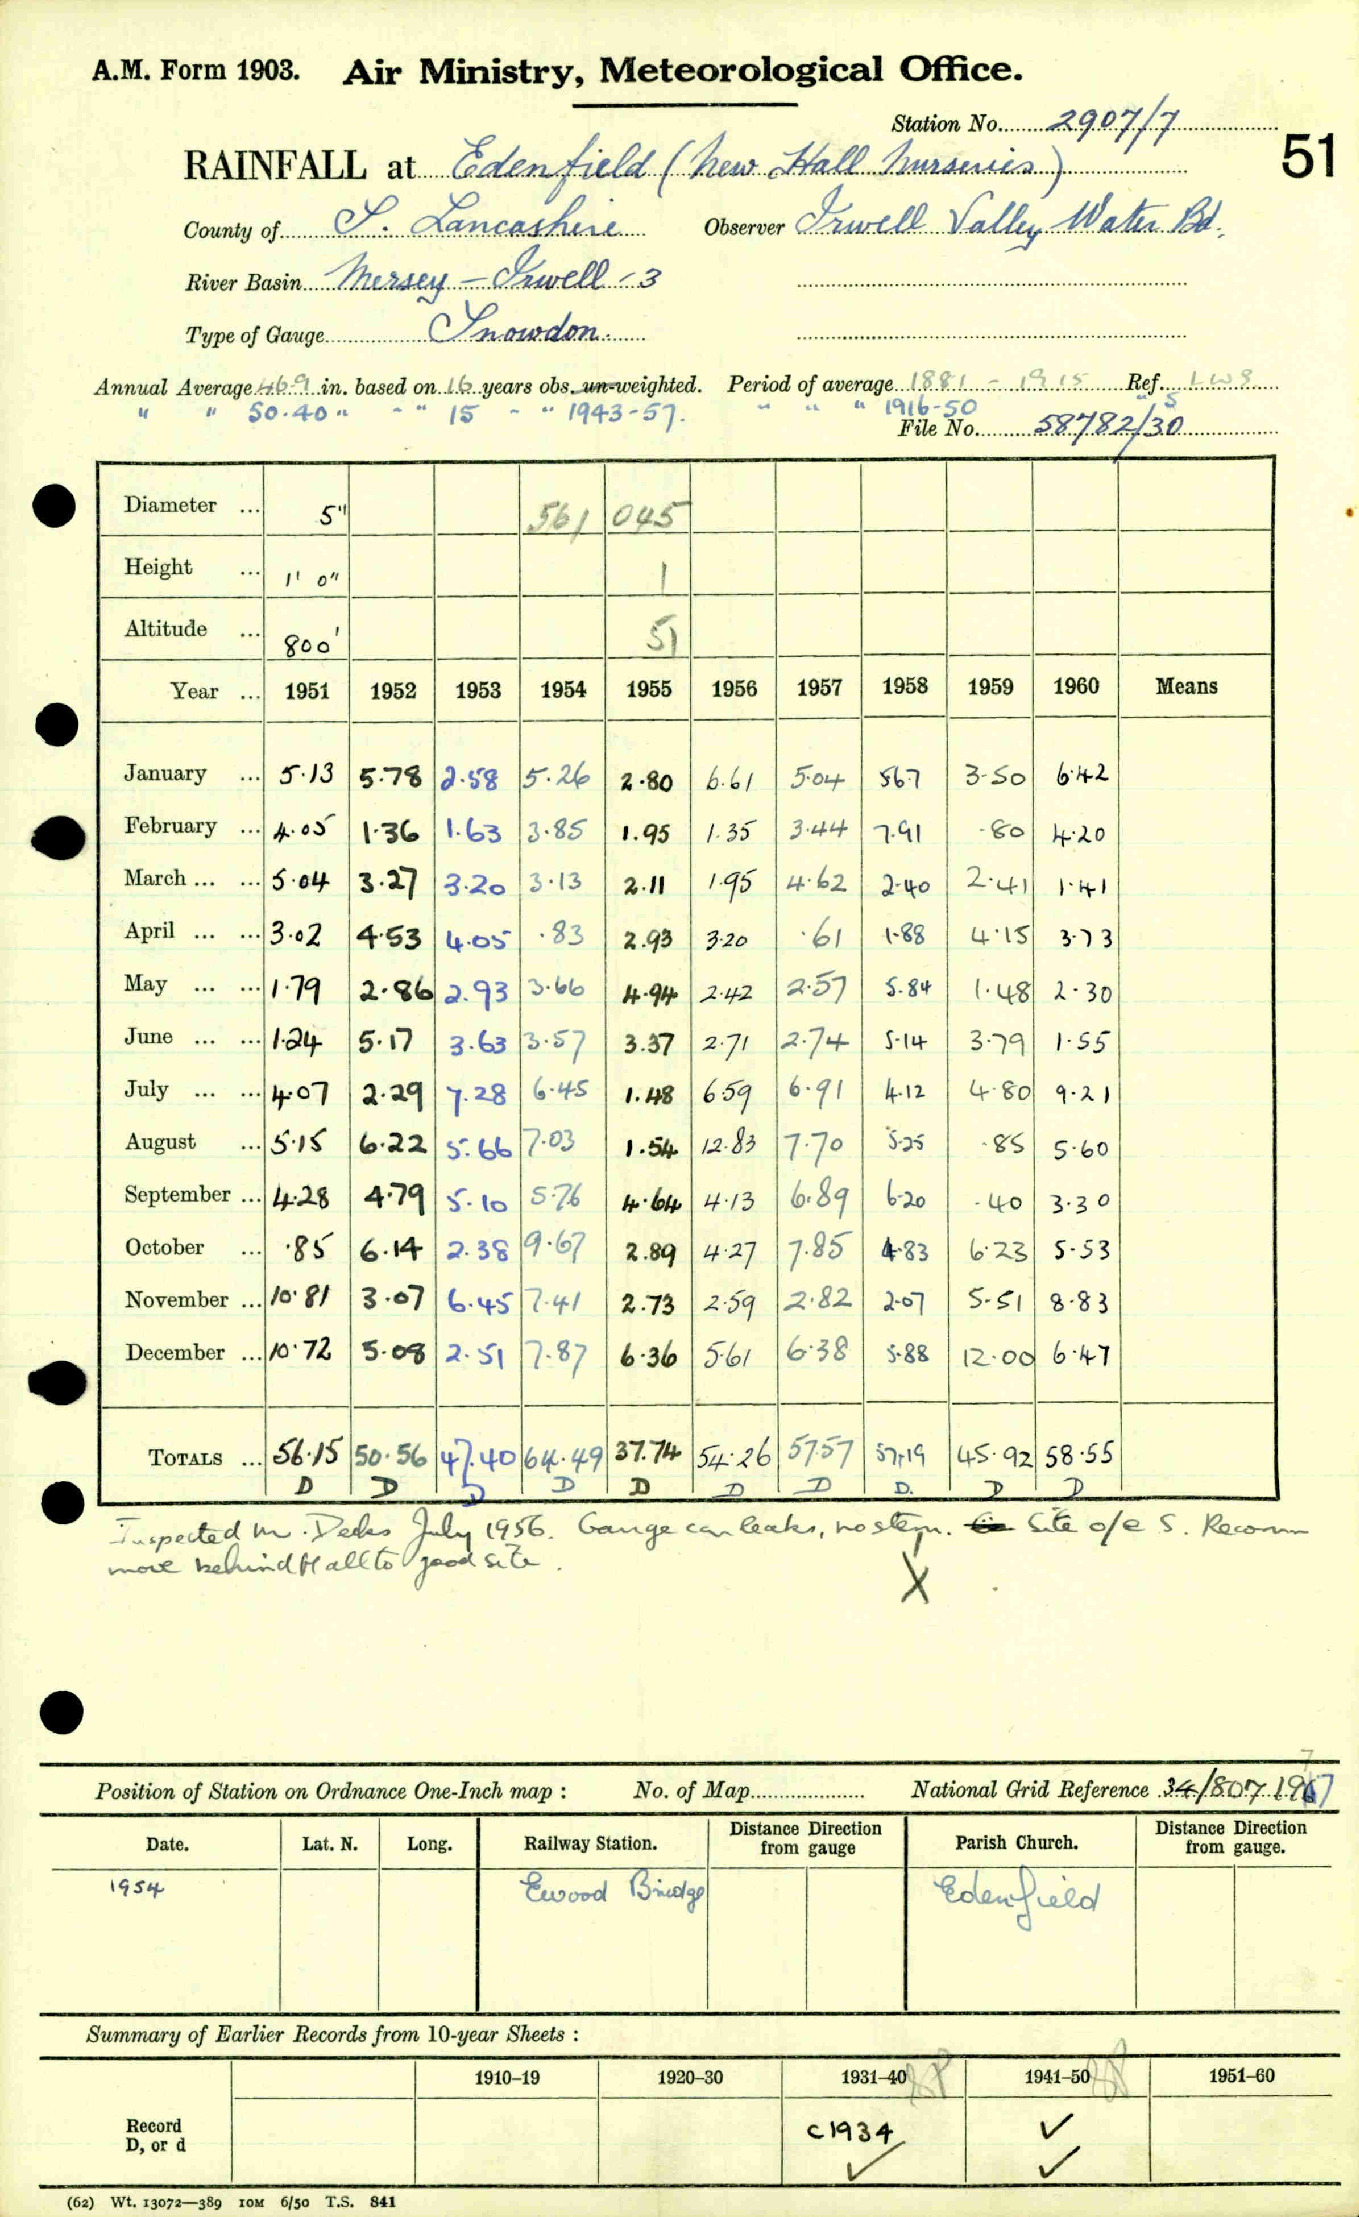 A.M. Form 1903. Air Ministry, Meteorological Office.
Station No. 2907/7
51
RAINFALL at Edenfield (New Hall Nurseries)
County of S. Lancashire Observer Irwell Valley Water Bd.
River Basin Mersey - Irwell - 3
Type of Gauge Snowdon
Annual Average 46.9 in. based on 16 years obs. un-weighted. Period of average 1881 - 1915 Ref. LW8
" " 50.40 " - " 15 - " 1943-57. " " " 1916-50 " S
File No. 58782/30
Diameter ... 5" 561 045
Height ... 1' 0" 1
Altitude ... 800' 51
Year ... 1951 1952 1953 1954 1955 1956 1957 1958 1959 1960 Means
January ... 5.13 5.78 2.58 5.26 2.80 6.61 5.04 5.67 3.50 6.42
February ... 4.05 1.36 1.63 3.85 1.95 1.35 3.44 7.91 .80 4.20
March ... ... 5.04 3.27 3.20 3.13 2.11 1.95 4.62 2.40 2.41 1.41
April ... ... 3.02 4.53 4.05 .83 2.93 3.20 .61 1.88 4.15 3.73
May ... ... 1.79 2.86 2.93 3.66 4.94 2.42 2.57 5.84 1.48 2.30
June ... ... 1.24 5.17 3.63 3.57 3.37 2.71 2.74 5.14 3.79 1.55
July ... ... 4.07 2.29 7.28 6.45 1.48 6.59 6.91 4.12 4.80 9.21
August ... 5.15 6.22 5.66 7.03 1.54 12.83 7.70 5.25 .85 5.60
September ... 4.28 4.79 5.10 5.76 4.64 4.13 6.89 6.20 .40 3.30
October ... .85 6.14 2.38 9.67 2.89 4.27 7.85 4.83 6.23 5.53
November ... 10.81 3.07 6.45 7.41 2.73 2.59 2.82 2.07 5.51 8.83
December ... 10.72 5.08 2.51 7.87 6.36 5.61 6.38 5.88 12.00 6.47
TOTALS ... 56.15 50.56 47.40 64.49 37.74 54.26 57.57 57.19 45.92 58.55
D D D D D D D D. D D
Inspected Mr. July 1956. Gauge can leaks, no stem. Site o/e S. Recomm
move behind Hall to good site.
X
Position of Station on Ordnance One-Inch map : No. of Map National Grid Reference 34/807 1967
7
Date. Lat. N. Long. Railway Station. Distance from Direction gauge Parish Church. Distance from Direction gauge.
1954 Ewood Bridge Edenfield
Summary of Earlier Records from 10-year Sheets :
1910–19 1920–30 1931–40 1941–50 1951–60
Record
D, or d c1934 ✓
✓ ✓
(62) Wt. 13072—389 10M 6/50 T.S. 841